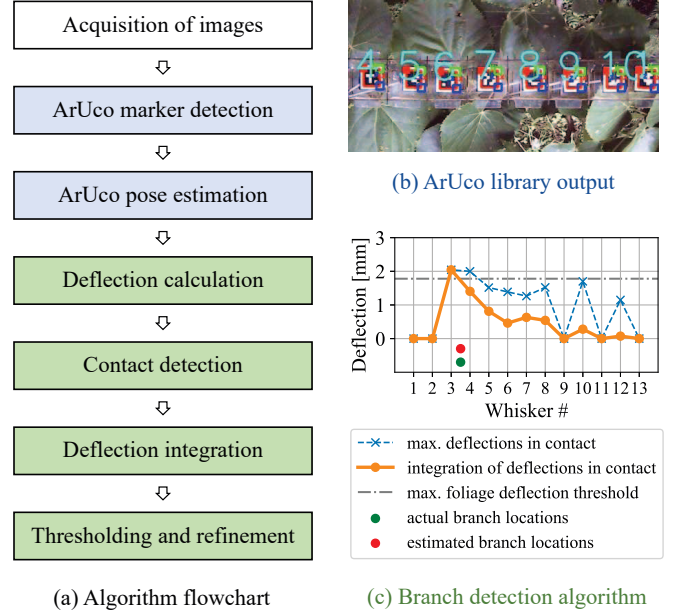 Acquisition of images
ArUco marker detection
ArUco pose estimation
Deflection calculation
Contact detection
Deflection integration
Thresholding and refinement
(a) Algorithm flowchart
4 5 6 7 8 9 10 1
(b) ArUco library output
Deflection [mm]
3
2
1
0
1 2 3 4 5 6 7 8 9 10 11 12 13
Whisker #
max. deflections in contact
integration of deflections in contact
max. foliage deflection threshold
actual branch locations
estimated branch locations
(c) Branch detection algorithm